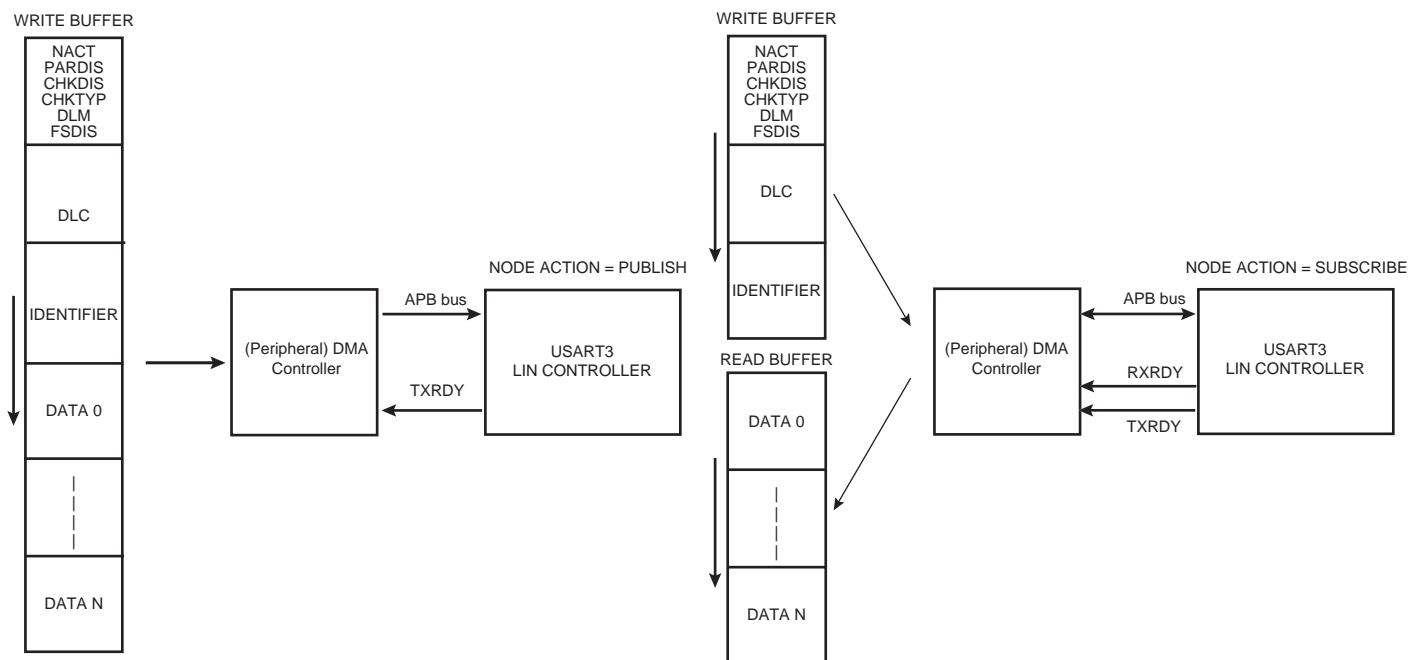 WRITE BUFFER
NACT
PARDIS
CHKDIS
CHKTYP
DLM
FSDIS
DLC
IDENTIFIER
DATA 0
DATA N
(Peripheral) DMA
Controller
APB bus
TXRDY
NODE ACTION = PUBLISH
USART3
LIN CONTROLLER
WRITE BUFFER
NACT
PARDIS
CHKDIS
CHKTYP
DLM
FSDIS
DLC
IDENTIFIER
READ BUFFER
DATA 0
DATA N
(Peripheral) DMA
Controller
APB bus
RXRDY
TXRDY
NODE ACTION = SUBSCRIBE
USART3
LIN CONTROLLER